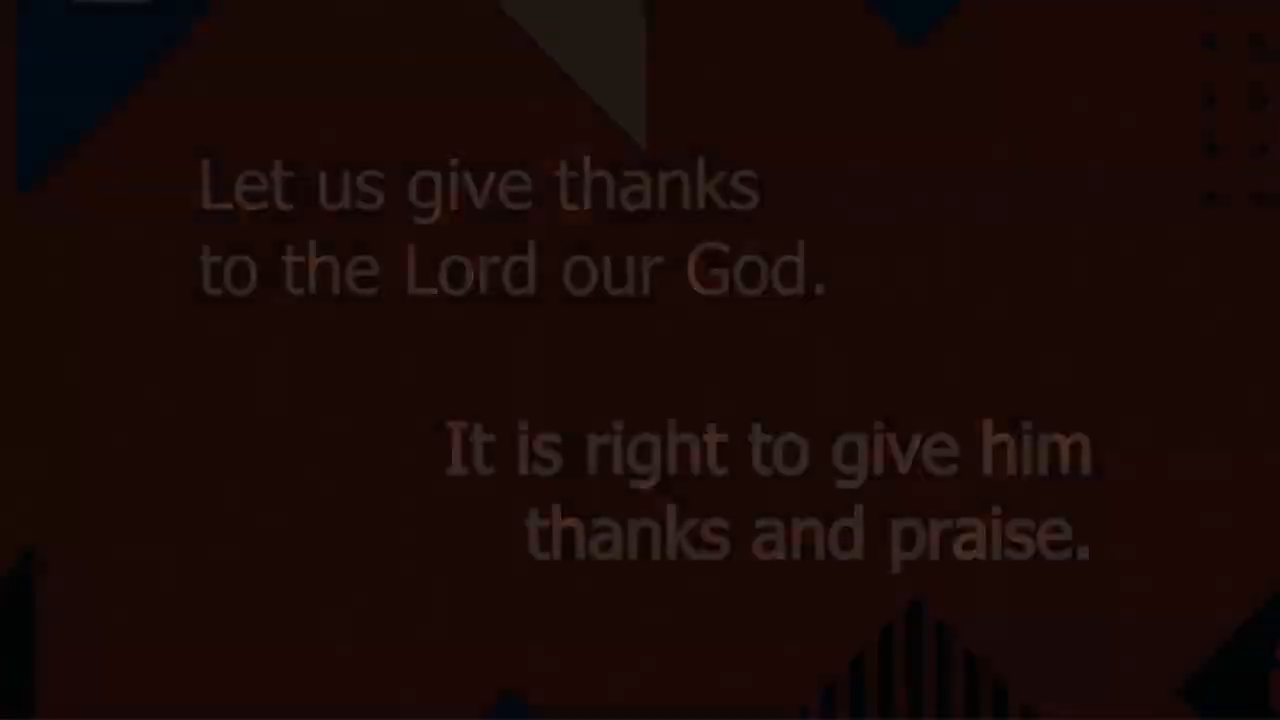 Let us give thanks
to the Lord our God.
It is right to give him
thanks and praise.